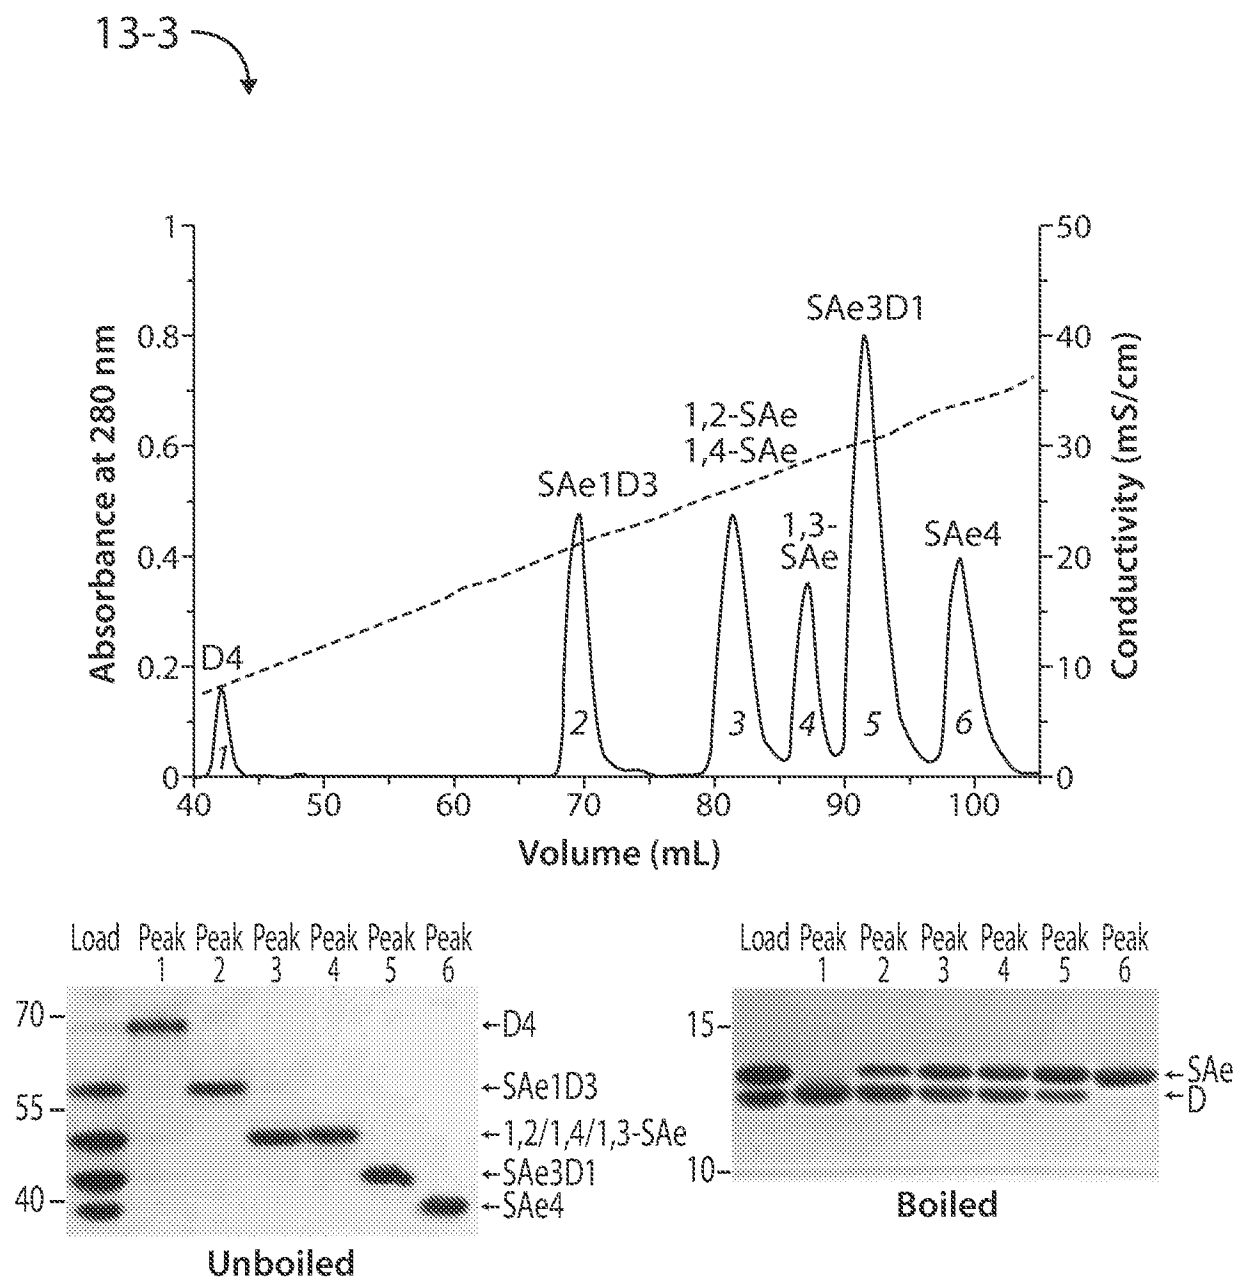 13-3
1
50
SAe3D1
0.8
40
1,2-SAe
0.6
1,4-SAe
30
SAe1D3
1,3-
SAe
SAe4
0.4
20
D4
0.2
10
1
2
3
4
5
6
0
0
40
50
60
70
80
90
100
Absorbance at 280 nm
Conductivity (mS/cm)
Volume (mL)
Load Peak Peak Peak Peak Peak Peak
1 2 3 4 5 6
70
←D4
←SAe1D3
55
←1,2/1,4/1,3-SAe
←SAe3D1
40
←SAe4
Unboiled
Load Peak Peak Peak Peak Peak Peak
1 2 3 4 5 6
15
←SAe
←D
10
Boiled